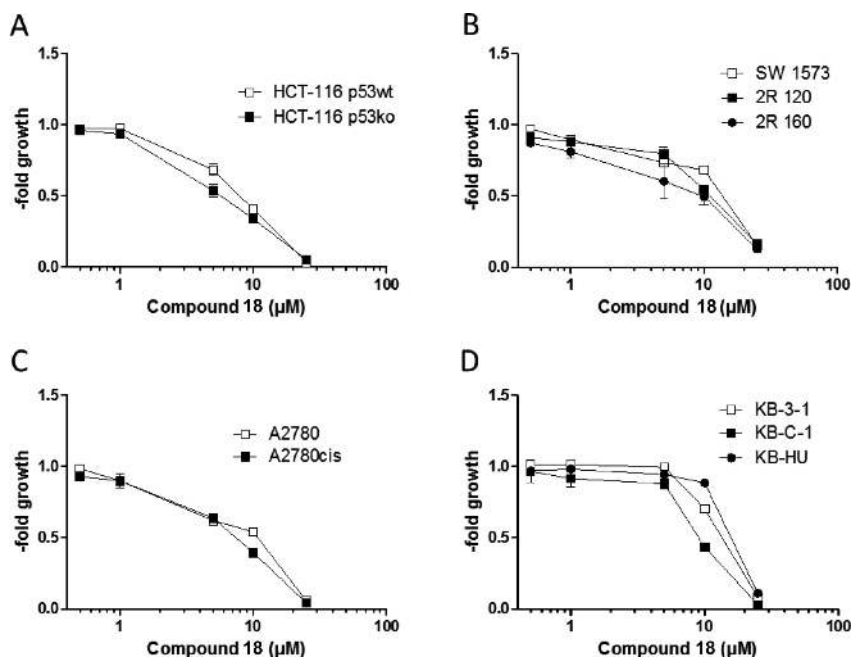 A
1.5
1.0
0.5
0.0
-fold growth
HCT-116 p53wt
HCT-116 p53ko
1
10
100
Compound 18 (µM)
B
1.5
1.0
0.5
0.0
-fold growth
SW 1573
2R 120
2R 160
1
10
100
Compound 18 (µM)
C
1.5
1.0
0.5
0.0
-fold growth
A2780
A2780cis
1
10
100
Compound 18 (µM)
D
1.5
1.0
0.5
0.0
-fold growth
KB-3-1
KB-C-1
KB-HU
1
10
100
Compound 18 (µM)